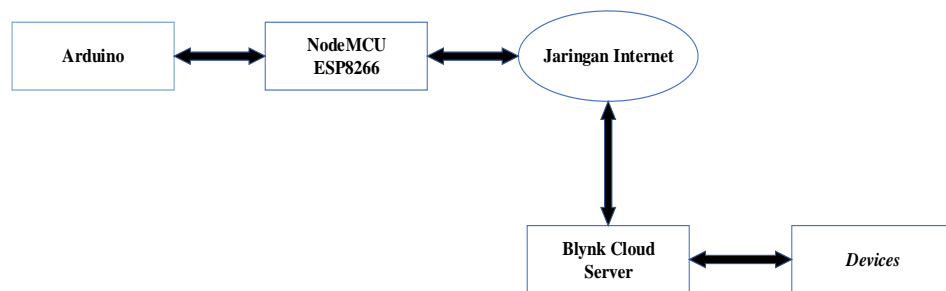 Arduino
NodeMCU
ESP8266
Jaringan Internet
Blynk Cloud
Server
Devices